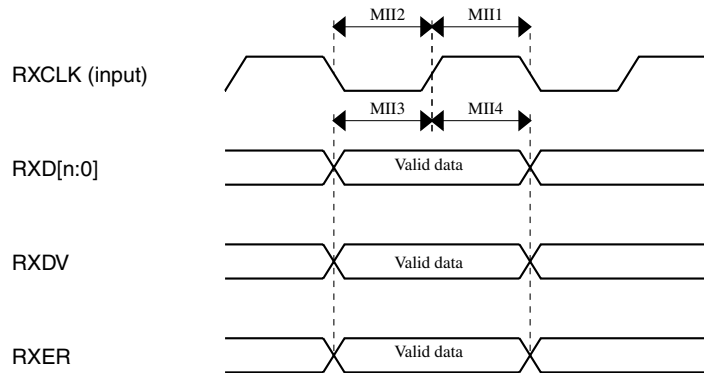 MII2 MII1
RXCLK (input)
MII3 MII4
RXD[n:0] Valid data
RXDV Valid data
RXER Valid data